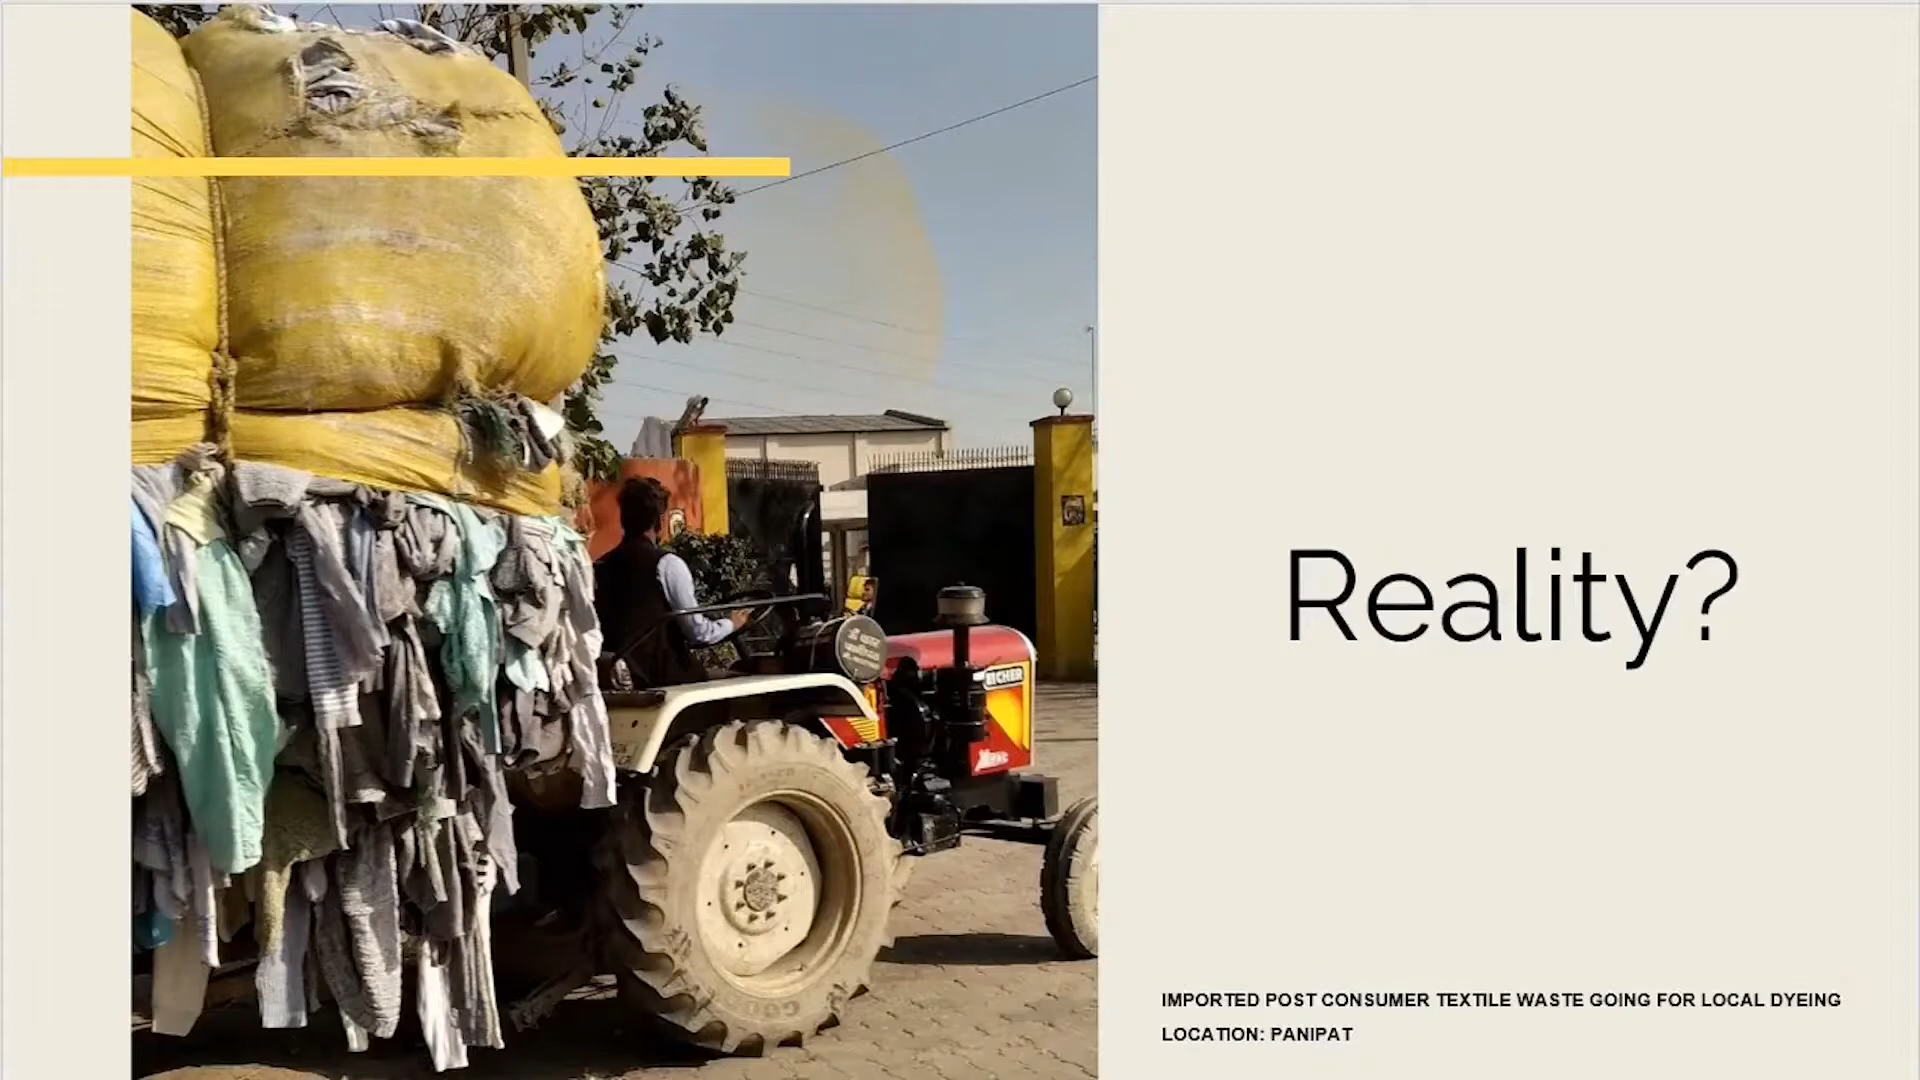 EICHER
Reality?
IMPORTED POST CONSUMER TEXTILE WASTE GOING FOR LOCAL DYEING
LOCATION: PANIPAT